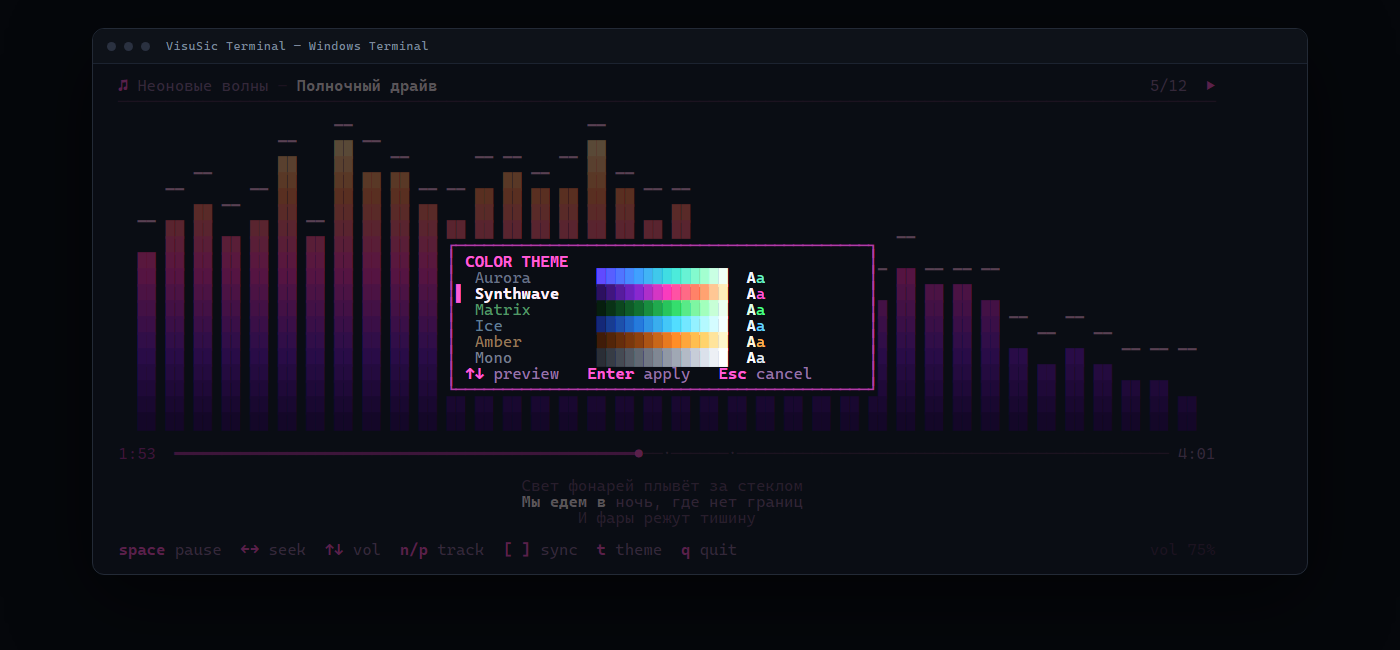 VisuSic Terminal — Windows Terminal
♫ Неоновые волны — Полночный драйв 5/12 ▶
COLOR THEME
Aurora Aa
Synthwave Aa
Matrix Aa
Ice Aa
Amber Aa
Mono Aa
↑↓ preview Enter apply Esc cancel
1:53 4:01
Свет фонарей плывёт за стеклом
Мы едем в ночь, где нет границ
И фары режут тишину
space pause ←→ seek ↑↓ vol n/p track [ ] sync t theme q quit vol 75%